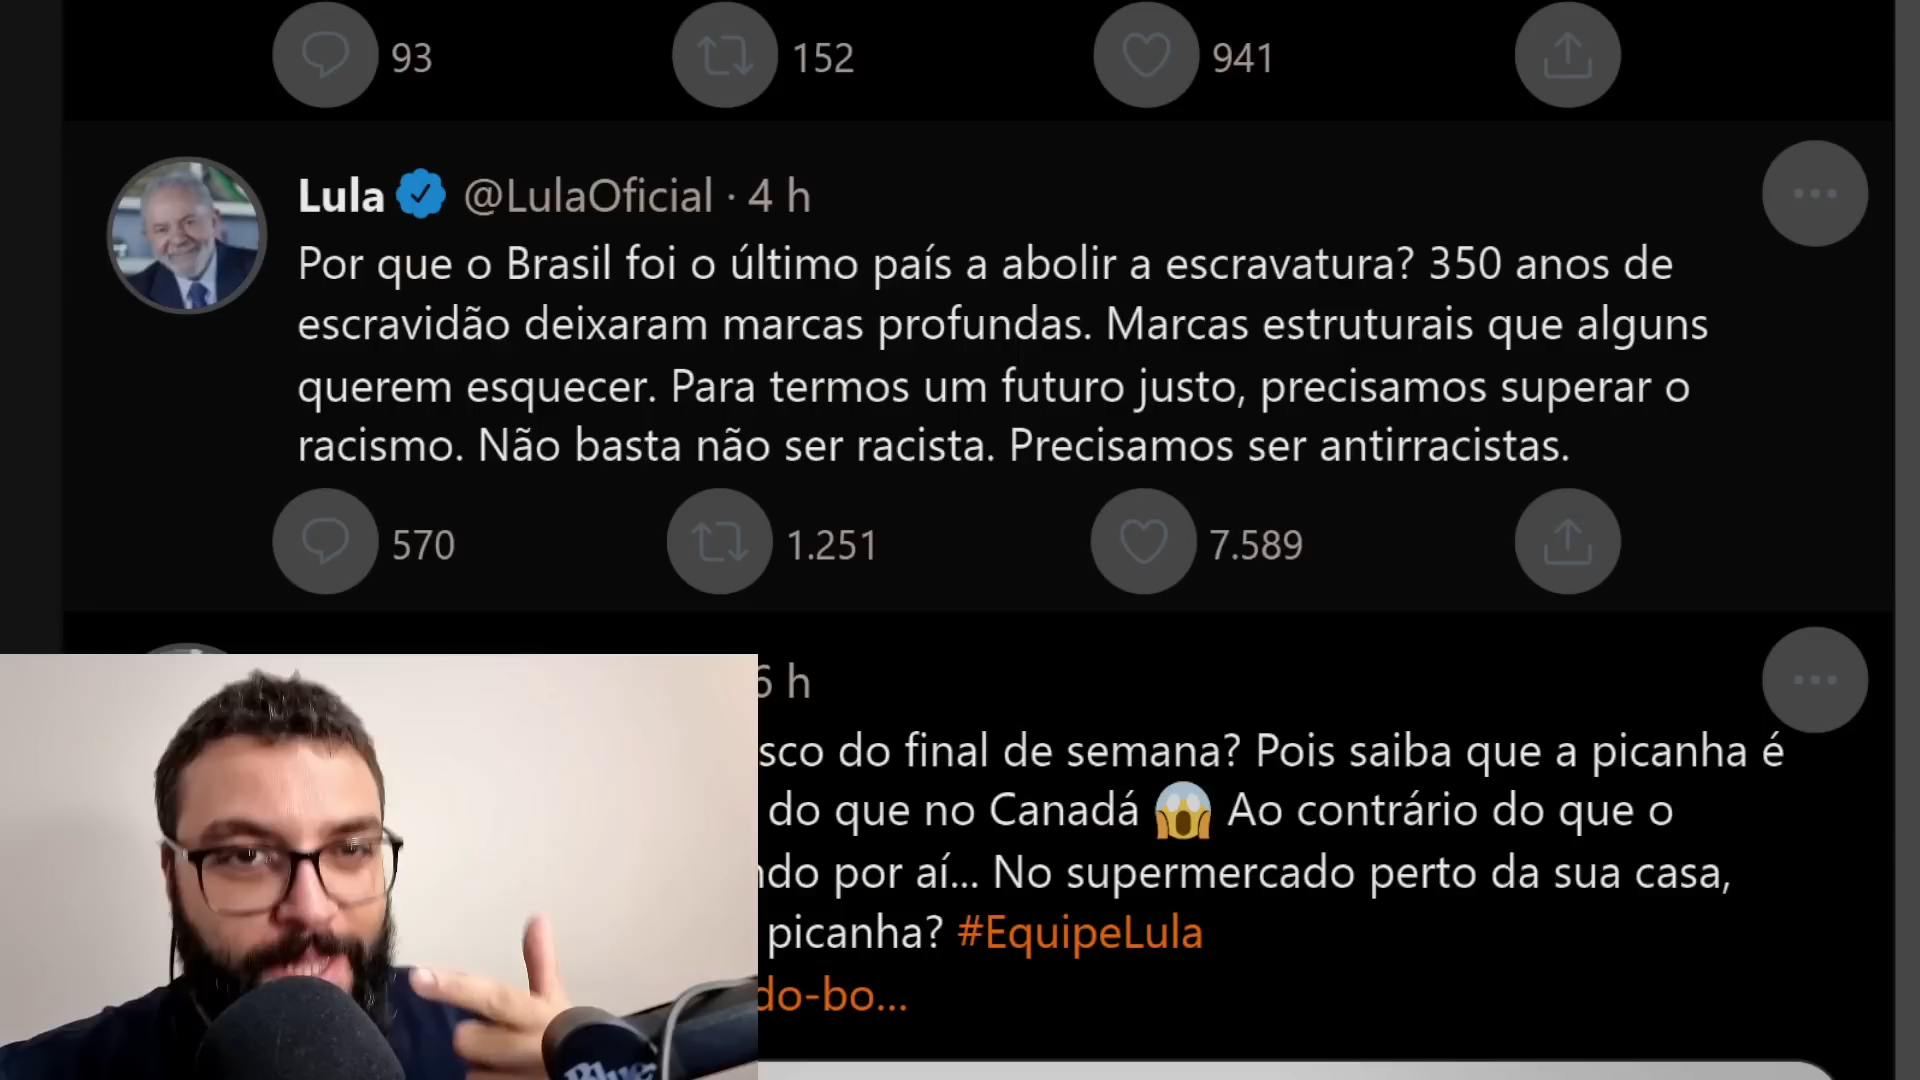 93 152 941
Lula @LulaOficial · 4 h
Por que o Brasil foi o último país a abolir a escravatura? 350 anos de
escravidão deixaram marcas profundas. Marcas estruturais que alguns
querem esquecer. Para termos um futuro justo, precisamos superar o
racismo. Não basta não ser racista. Precisamos ser antirracistas.
570 1.251 7.589
6 h
sco do final de semana? Pois saiba que a picanha é
do que no Canadá 😱 Ao contrário do que o
ndo por aí... No supermercado perto da sua casa,
picanha? #EquipeLula
do-bo...
Blue